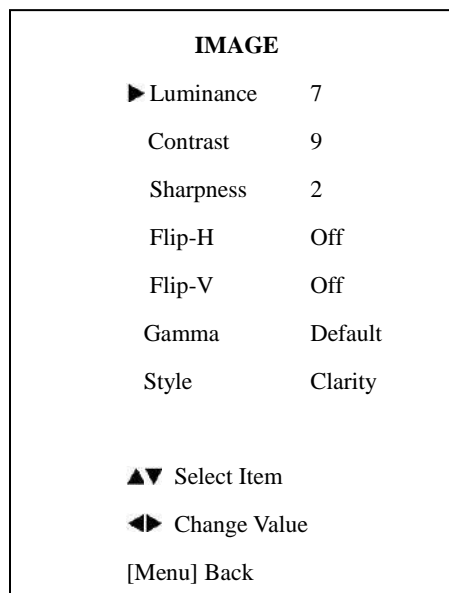 IMAGE
▶Luminance 7
Contrast 9
Sharpness 2
Flip-H Off
Flip-V Off
Gamma Default
Style Clarity
▲▼ Select Item
◀▶ Change Value
[Menu] Back